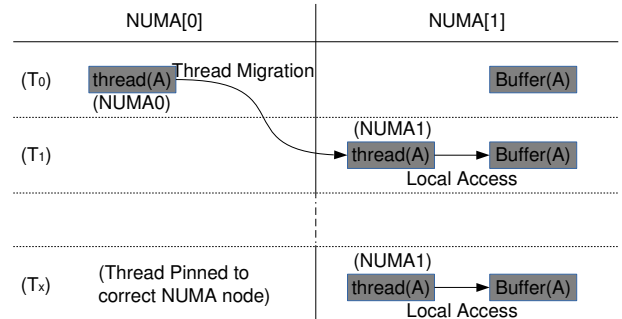 NUMA[0] NUMA[1]
(T0) thread(A) Thread Migration Buffer(A)
(NUMA0)
(NUMA1)
(T1) thread(A) Buffer(A)
Local Access
(NUMA1)
(Tx) (Thread Pinned to
correct NUMA node) thread(A) Buffer(A)
Local Access